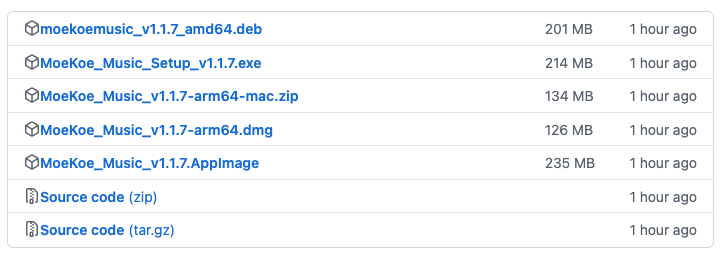 moekoemusic_v1.1.7_amd64.deb 201 MB 1 hour ago
MoeKoe_Music_Setup_v1.1.7.exe 214 MB 1 hour ago
MoeKoe_Music_v1.1.7-arm64-mac.zip 134 MB 1 hour ago
MoeKoe_Music_v1.1.7-arm64.dmg 126 MB 1 hour ago
MoeKoe_Music_v1.1.7.AppImage 235 MB 1 hour ago
Source code (zip) 1 hour ago
Source code (tar.gz) 1 hour ago